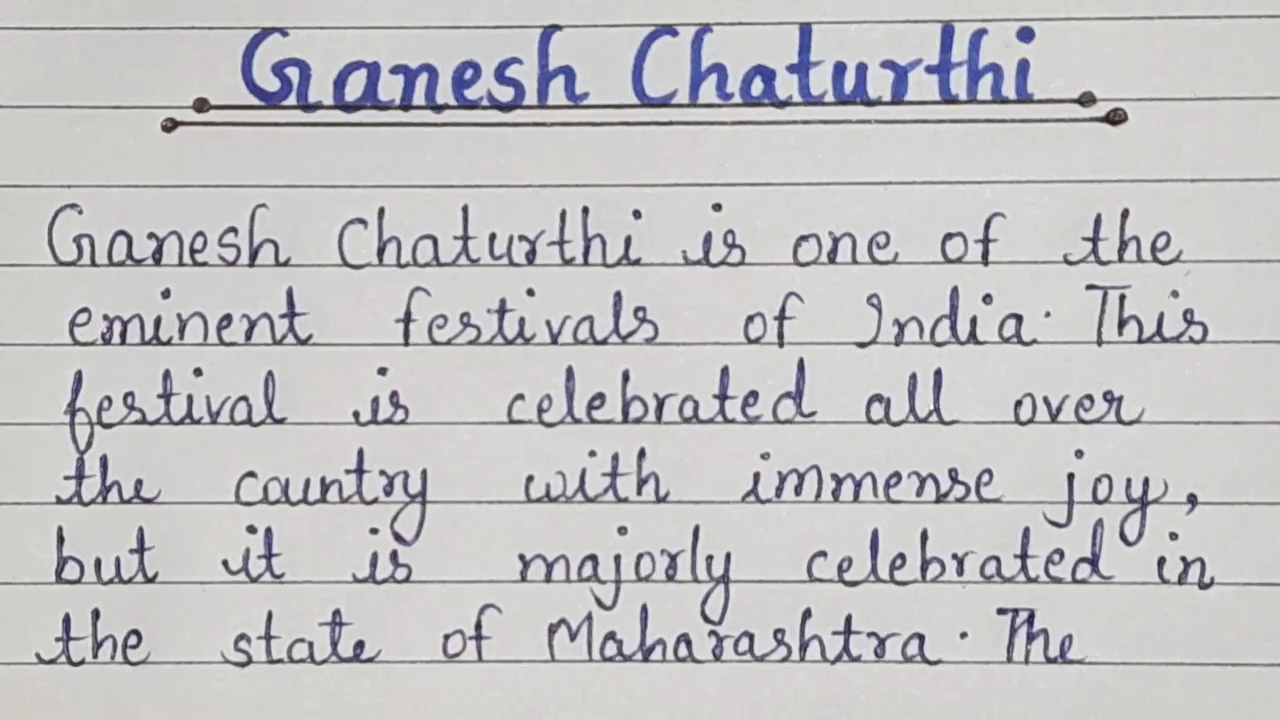 Ganesh Chaturthi
Ganesh Chaturthi is one of the
eminent festivals of India. This
festival is celebrated all over
the country with immense joy,
but it is majorly celebrated in
the state of Maharashtra. The